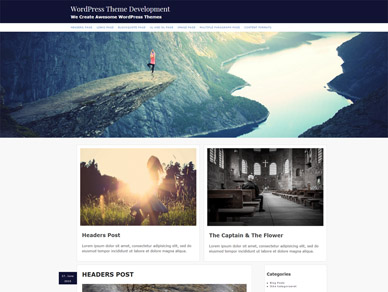 WordPress Theme Development
We Create Awesome WordPress Themes
Headers Post
Lorem ipsum dolor sit amet, consectetur adipiscing elit, sed do
eiusmod tempor incididunt ut labore et dolore magna aliqua.
The Captain & The Flower
Lorem ipsum dolor sit amet, consectetur adipiscing elit, sed do
eiusmod tempor incididunt ut labore et dolore magna aliqua.
HEADERS POST
Categories